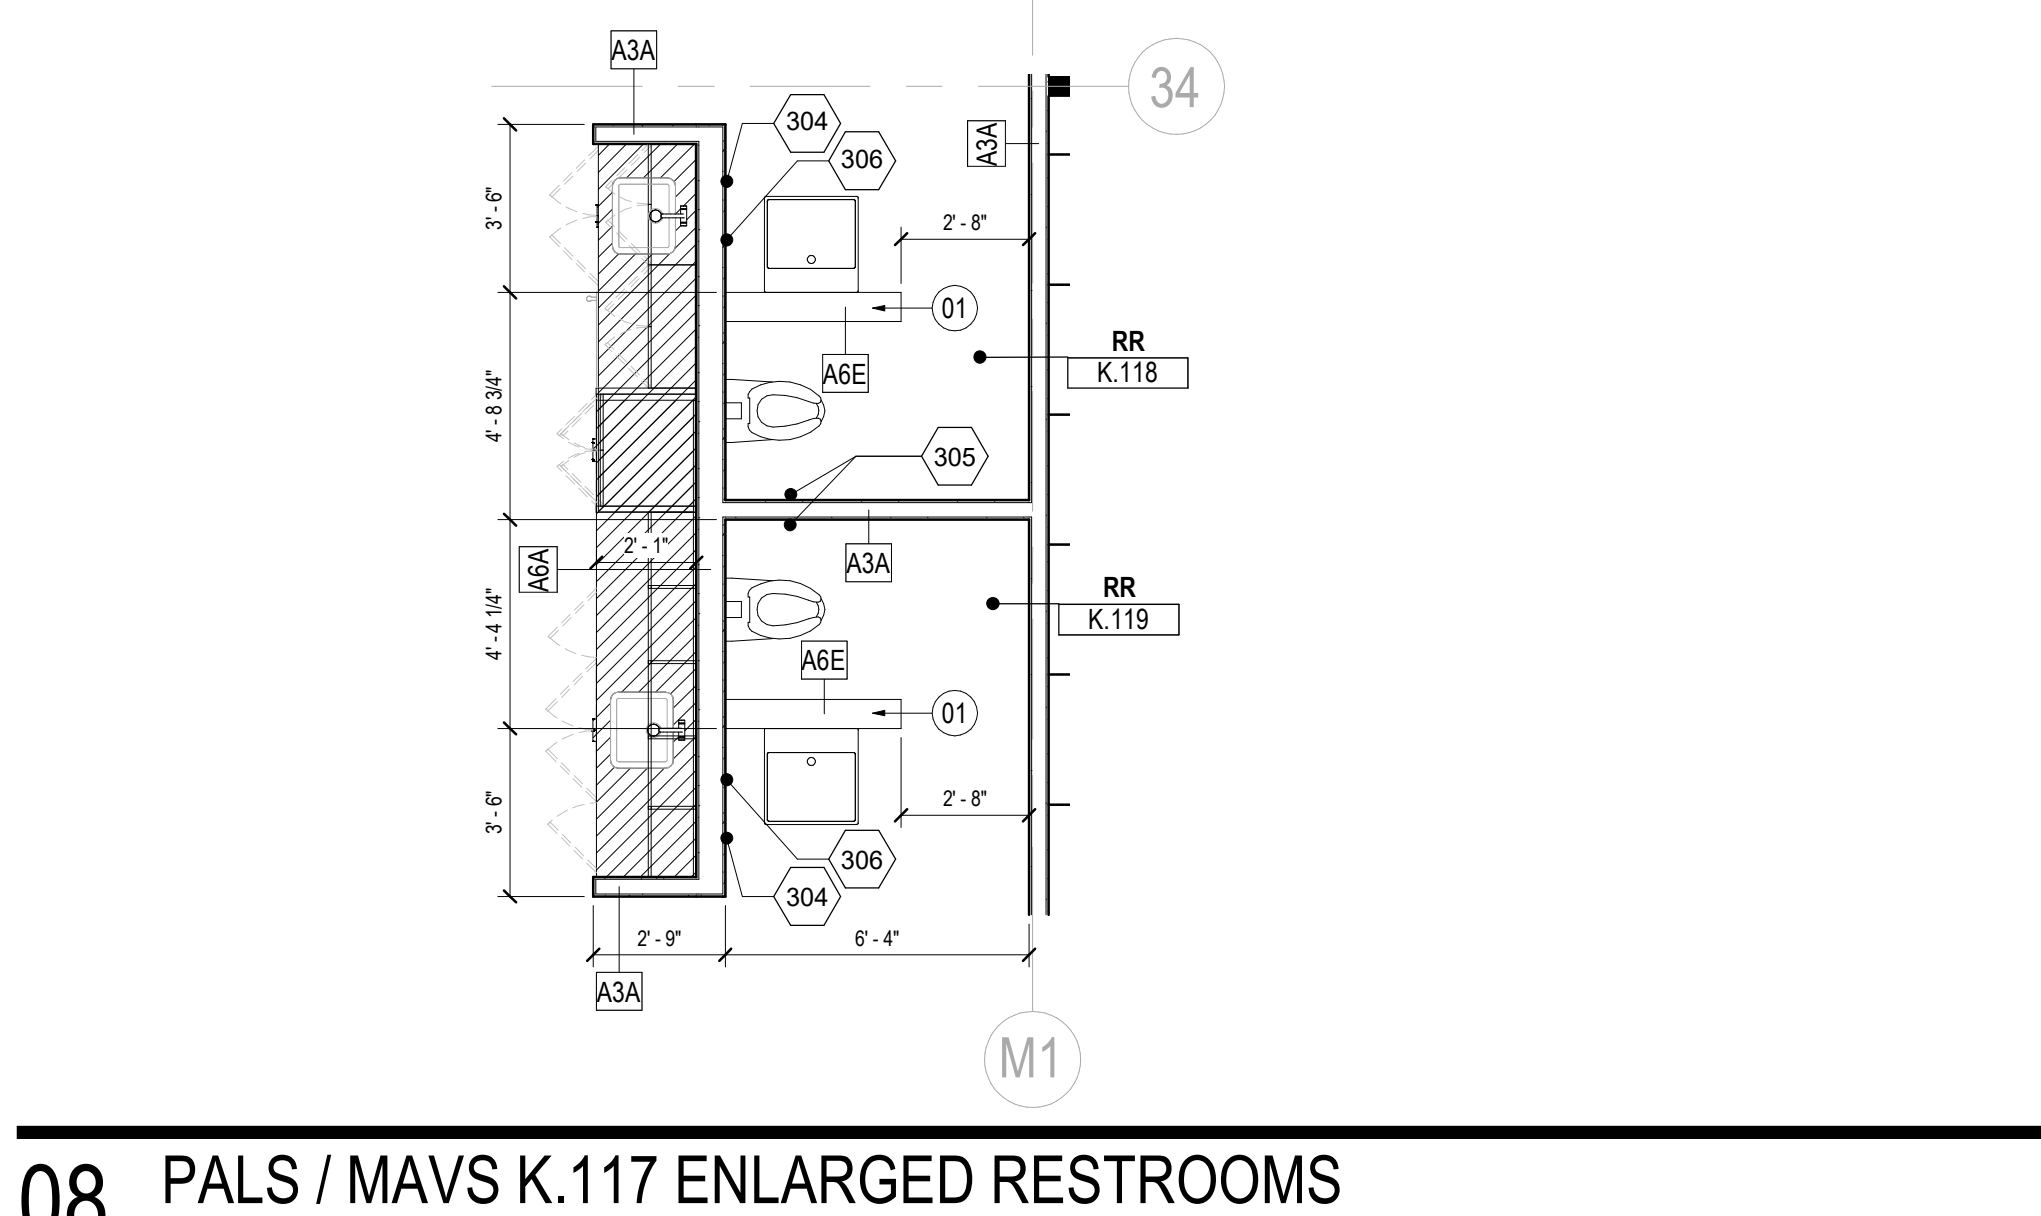 A3A
34
304
306
A3A
3' - 6"
2' - 8"
01
RR
K.118
A6E
4' - 8 3/4"
305
2' - 1"
A6A
A3A
RR
K.119
4' - 4 1/4"
A6E
01
2' - 8"
3' - 6"
306
304
2' - 9"
6' - 4"
A3A
M1
08
PALS / MAVS K.117 ENLARGED RESTROOMS